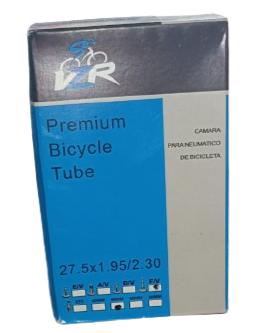 VZR
Premium
Bicycle
Tube
CAMARA
PARA NEUMATICO
DE BICICLETA
27.5x1.95/2.30
E/V A/V D/V F/V